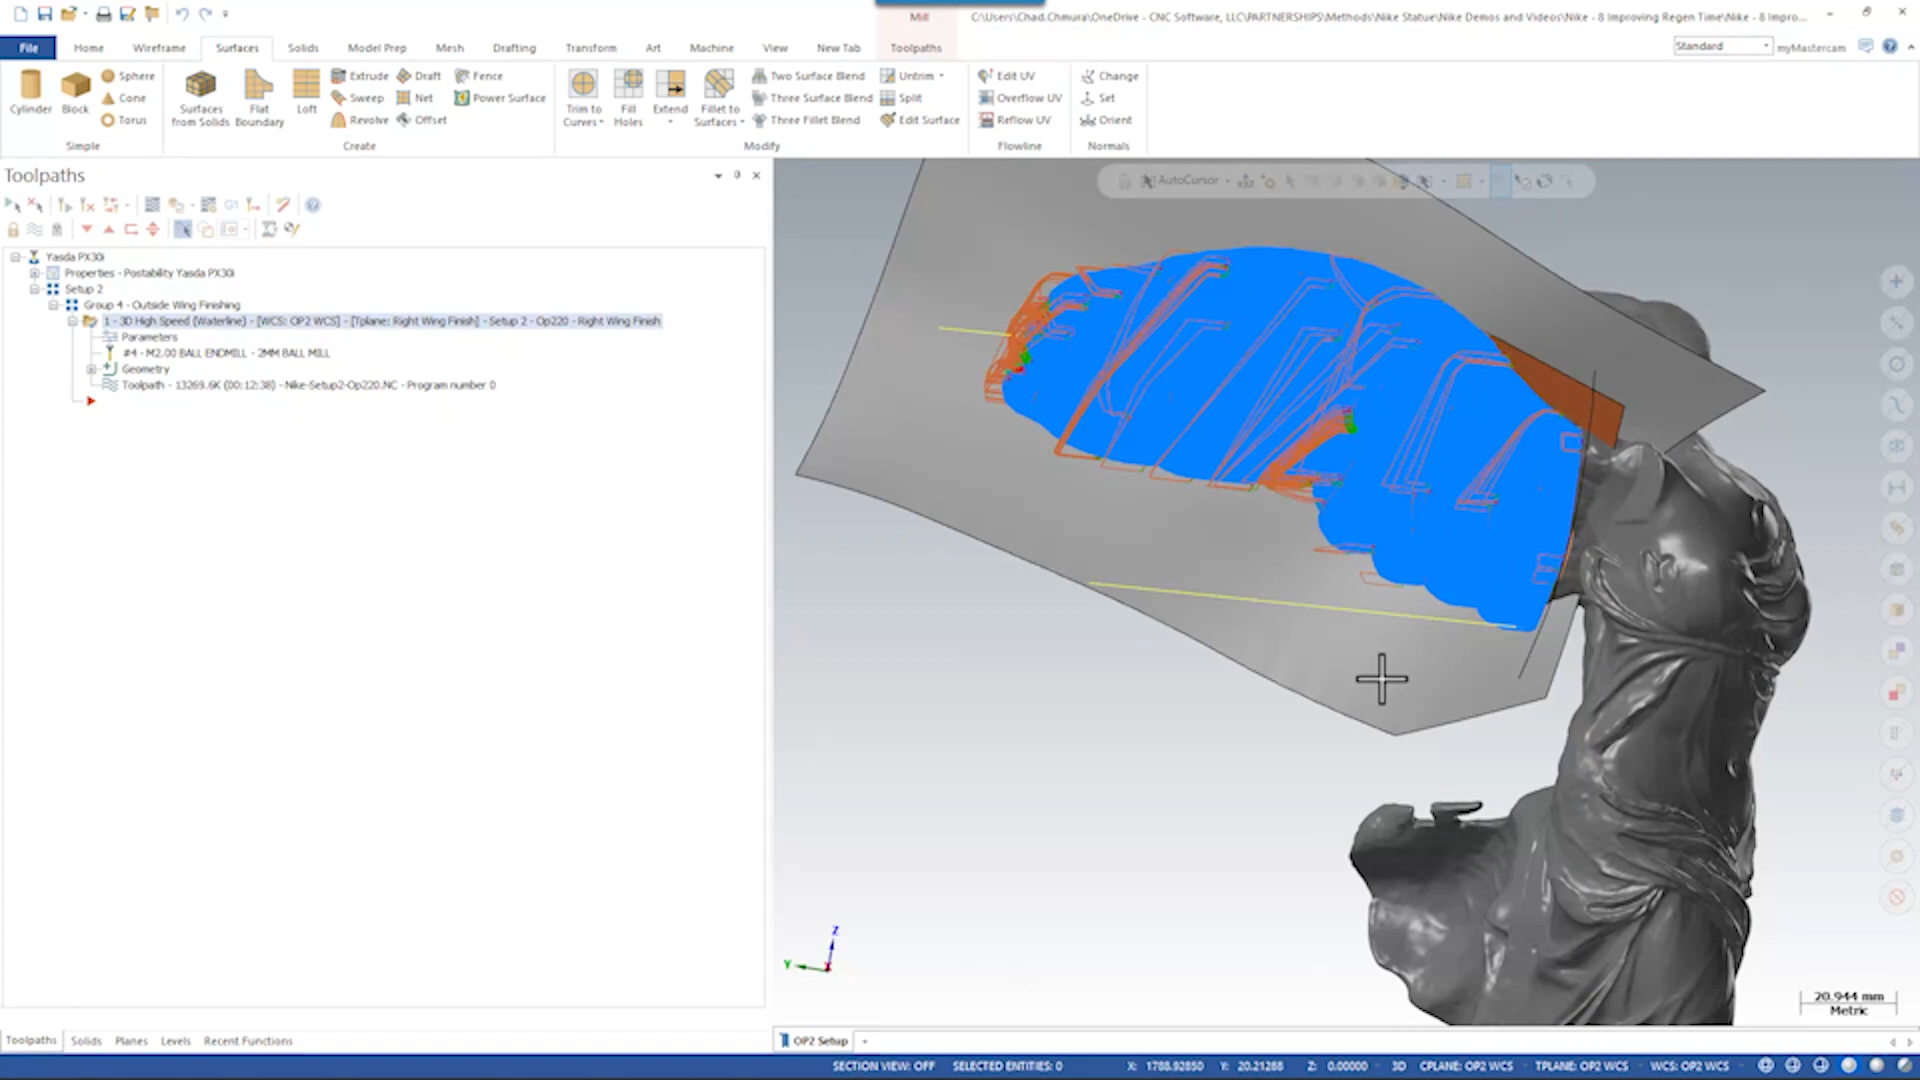 Mill
C:\Users\Chad.Chmura\OneDrive - CNC Software, LLC\PARTNERSHIPS\Methods\Nike Statue\Nike Demos and Videos\Nike - 8 Improving Regen Time\Nike - 8 Impro...
File
Home
Wireframe
Surfaces
Solids
Model Prep
Mesh
Drafting
Transform
Art
Machine
View
New Tab
Toolpaths
Standard
myMastercam
Cylinder
Block
Sphere
Cone
Torus
Simple
Surfaces from Solids
Flat Boundary
Loft
Extrude
Sweep
Revolve
Draft
Net
Offset
Fence
Power Surface
Create
Trim to Curves
Fill Holes
Extend
Fillet to Surfaces
Two Surface Blend
Three Surface Blend
Three Fillet Blend
Untrim
Split
Edit Surface
Modify
Edit UV
Overflow UV
Reflow UV
Flowline
Change
Set
Orient
Normals
Toolpaths
AutoCursor
G1
Yasda PX30i
Properties - Postability Yasda PX30i
Setup 2
Group 4 - Outside Wing Finishing
1 - 3D High Speed (Waterline) - [WCS: OP2 WCS] - [Tplane: Right Wing Finish] - Setup 2 - Op220 - Right Wing Finish
Parameters
#4 - M2.00 BALL ENDMILL - 2MM BALL MILL
Geometry
Toolpath - 13269.6K (00:12:38) - Nike-Setup2-Op220.NC - Program number 0
Z
Y
X
20.944 mm
Metric
Toolpaths
Solids
Planes
Levels
Recent Functions
OP2 Setup
+
SECTION VIEW: OFF
SELECTED ENTITIES: 0
X: 1788.92850
Y: 20.21288
Z: 0.00000
3D
CPLANE: OP2 WCS
TPLANE: OP2 WCS
WCS: OP2 WCS